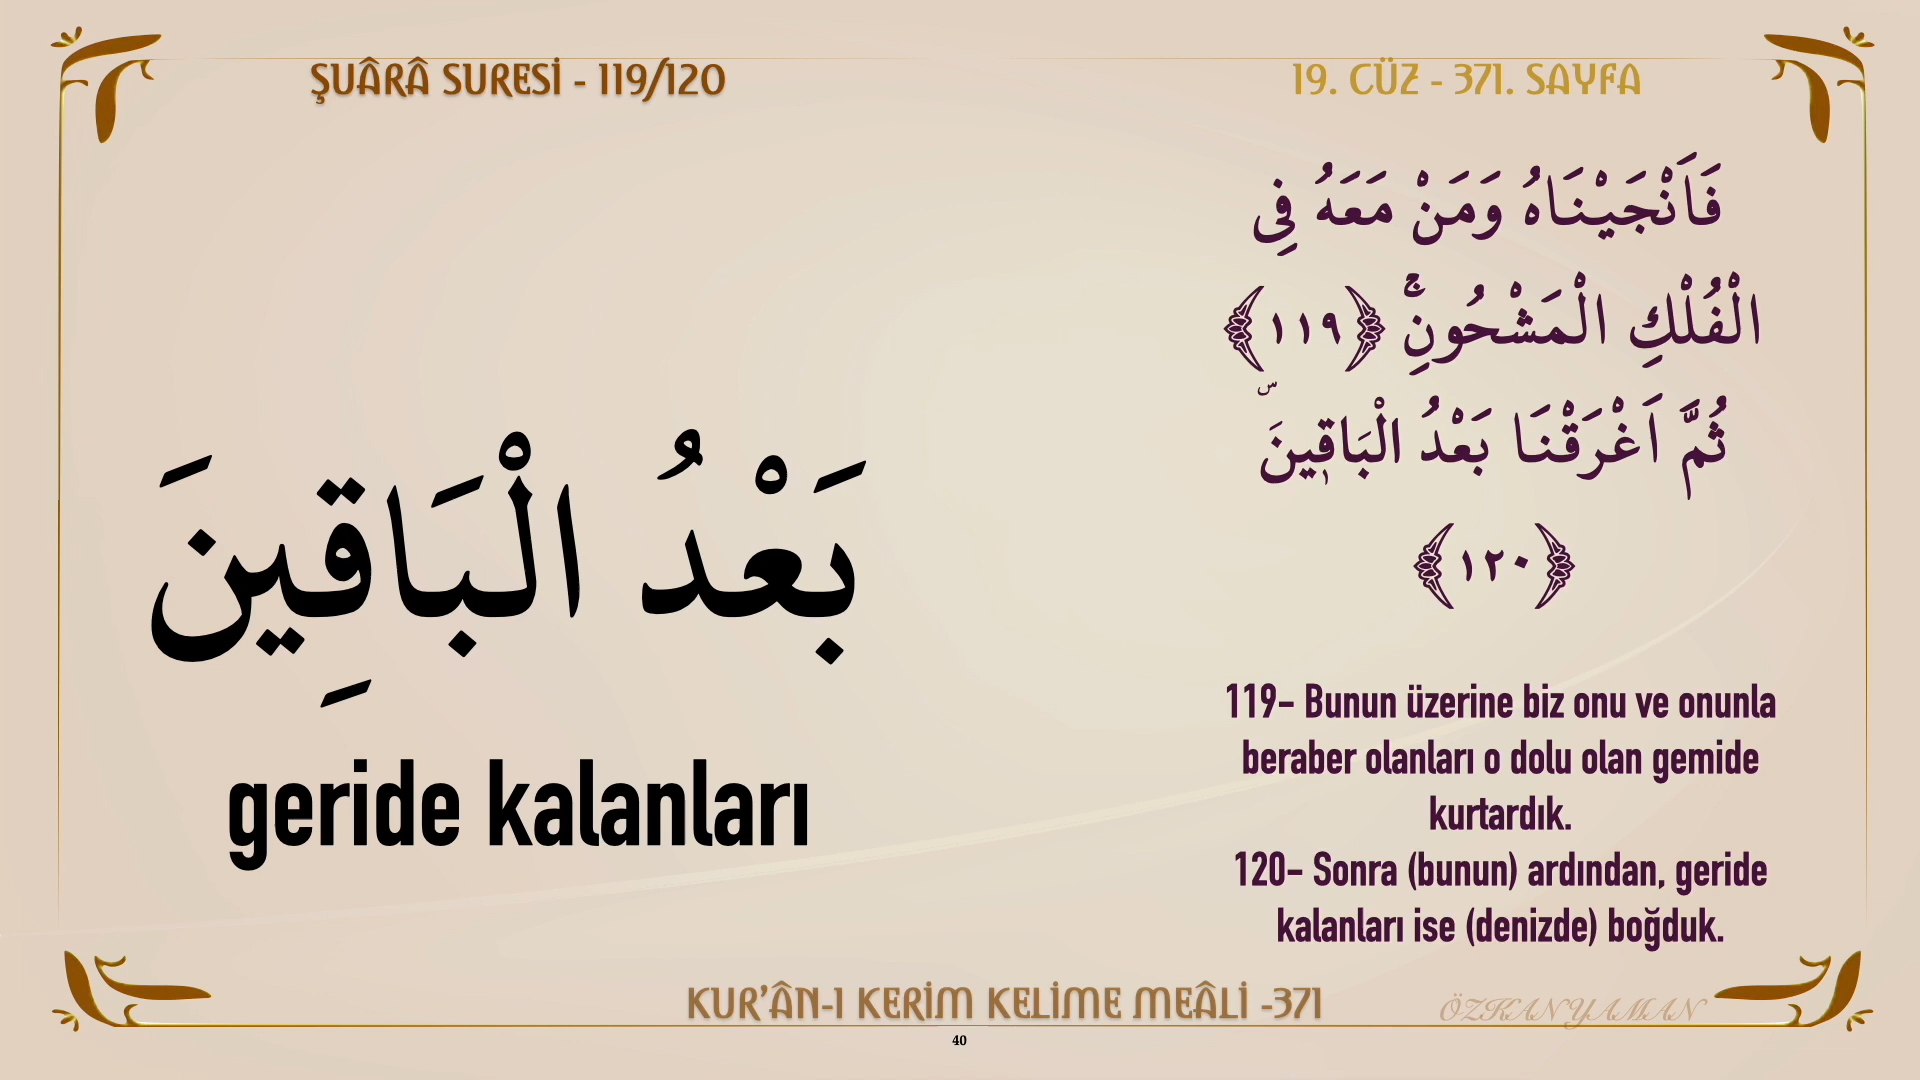 ŞUÂRÂ SURESİ - 119/120
19. CÜZ - 371. SAYFA
فَاَنْجَيْنَاهُ وَمَنْ مَعَهُ فِى
الْفُلْكِ الْمَشْحُونِۚ ﴿١١٩﴾
ثُمَّ اَغْرَقْنَا بَعْدُ الْبَاق۪ينَۜ
﴿١٢٠﴾
بَعْدُ الْبَاقِينَ
geride kalanları
119– Bunun üzerine biz onu ve onunla
beraber olanları o dolu olan gemide
kurtardık.
120– Sonra (bunun) ardından, geride
kalanları ise (denizde) boğduk.
KUR’ÂN-I KERİM KELİME MEÂLİ -371
ÖZKAN YAMAN
40